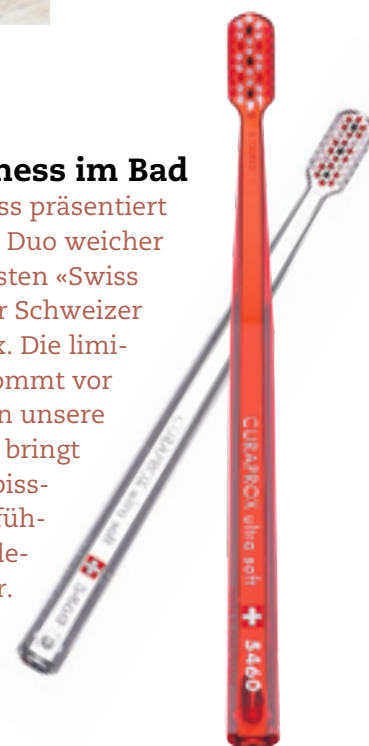 ness im Bad
ss präsentiert
Duo weicher
sten «Swiss
r Schweizer
x. Die limi-
ommt vor
n unsere
bringt
oiss-
füh-
de-
r.
CURAPROX ultra soft
5460
CURAPROX ultra soft
5460